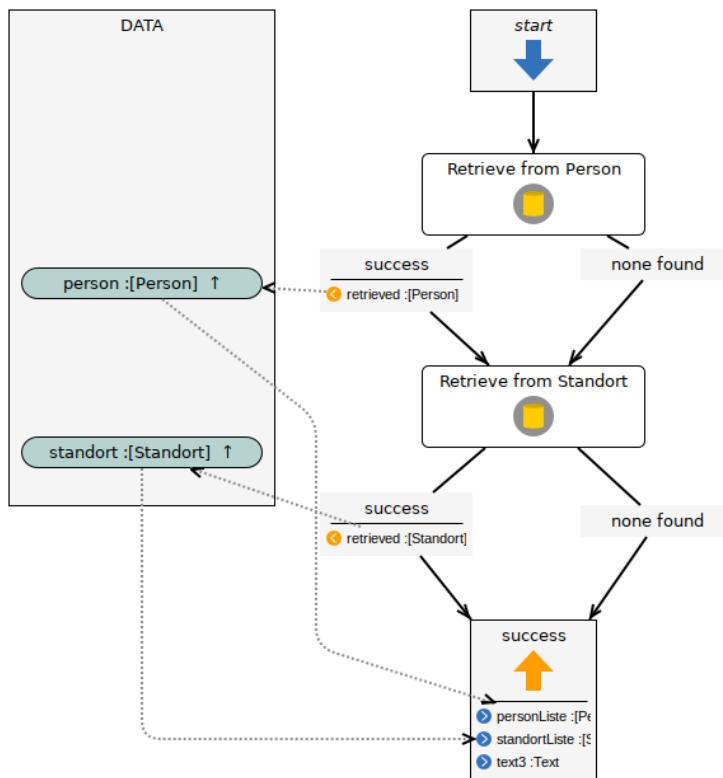 DATA
start
Retrieve from Person
success
none found
person :[Person] ↑
retrieved :[Person]
Retrieve from Standort
standort :[Standort] ↑
success
none found
retrieved :[Standort]
success
personListe :[Pe
standortListe :[S
text3 :Text